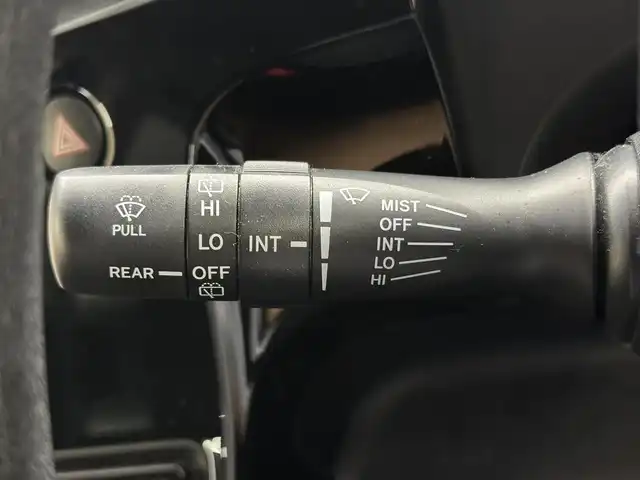 PULL
REAR
HI
LO
OFF
INT
MIST
OFF
INT
LO
HI